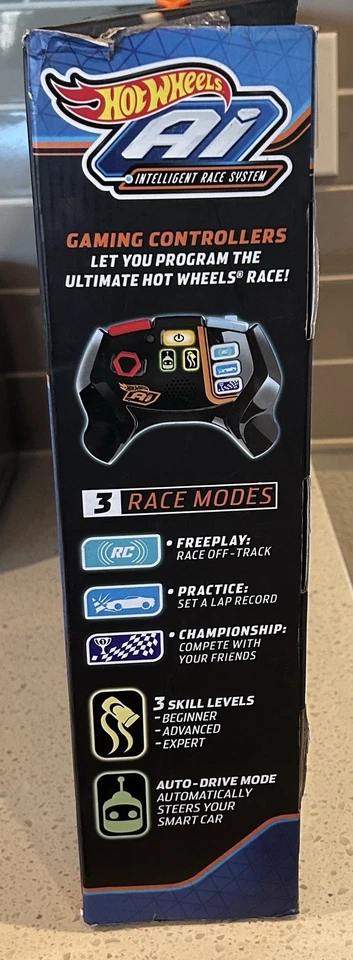 HOT WHEELS
Ai
INTELLIGENT RACE SYSTEM
GAMING CONTROLLERS
LET YOU PROGRAM THE
ULTIMATE HOT WHEELS® RACE!
HOT WHEELS
Ai
3 RACE MODES
RC
• FREEPLAY:
RACE OFF-TRACK
• PRACTICE:
SET A LAP RECORD
• CHAMPIONSHIP:
COMPETE WITH
YOUR FRIENDS
3 SKILL LEVELS
-BEGINNER
-ADVANCED
-EXPERT
AUTO-DRIVE MODE
AUTOMATICALLY
STEERS YOUR
SMART CAR